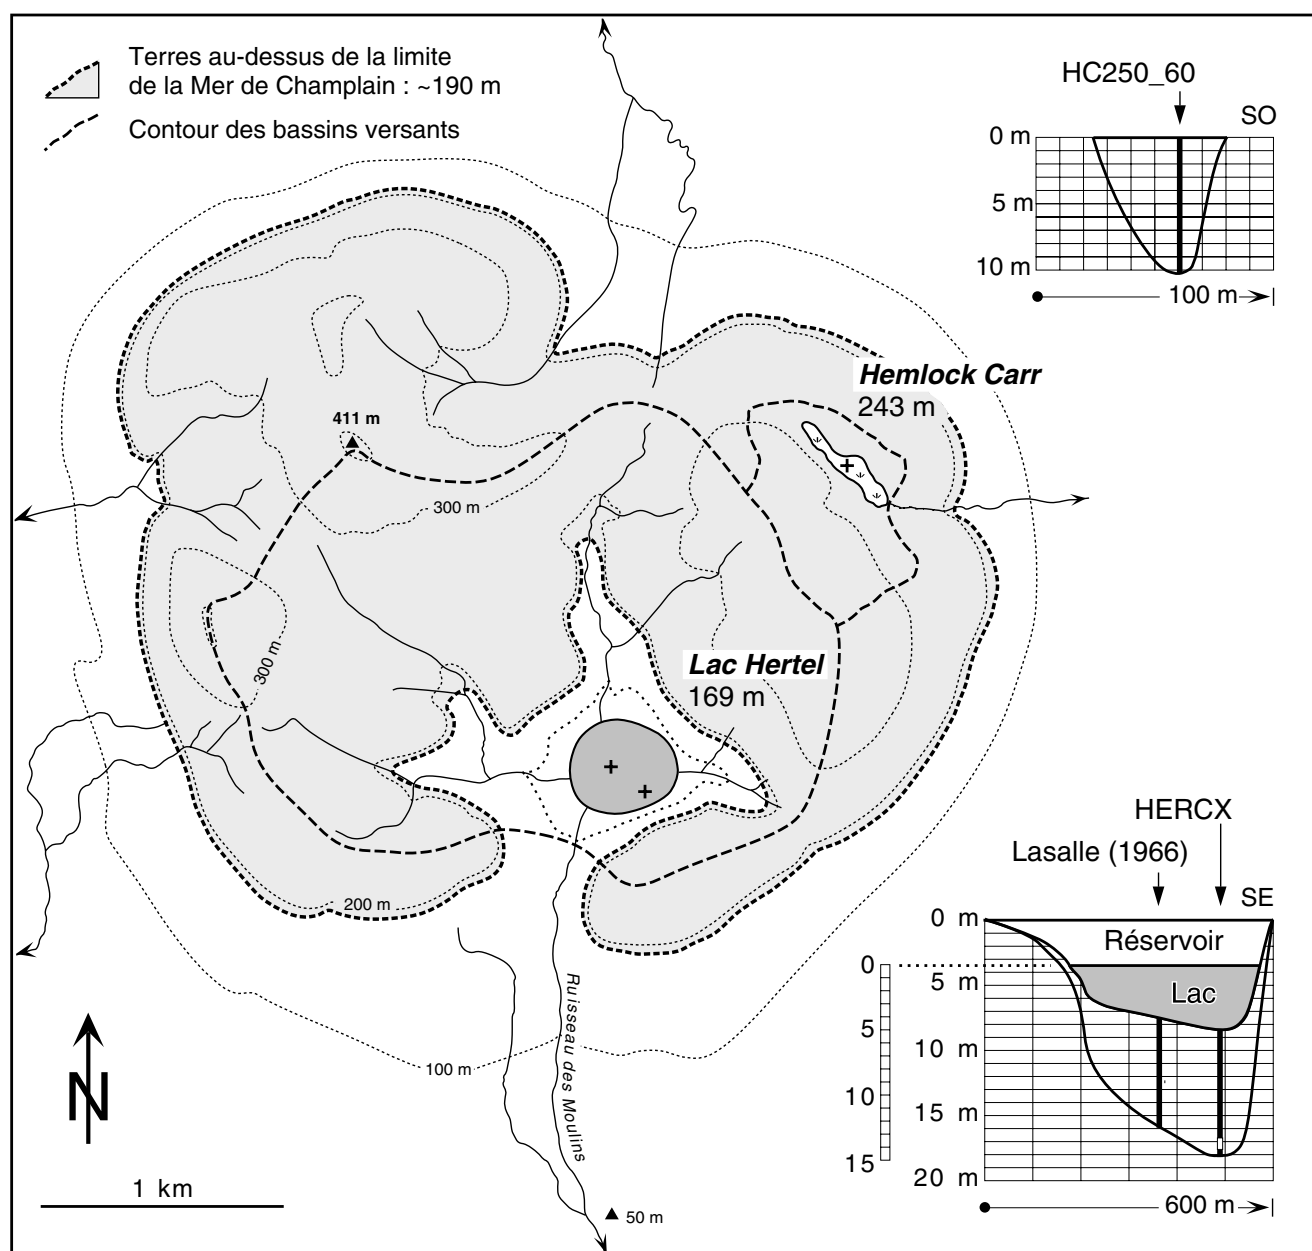 Terres au-dessus de la limite
de la Mer de Champlain : ~190 m
Contour des bassins versants
HC250_60
SO
0 m
5 m
10 m
100 m
Hemlock Carr
243 m
411 m
300 m
300 m
Lac Hertel
169 m
200 m
100 m
Ruisseau des Moulins
50 m
N
1 km
HERCX
Lasalle (1966)
SE
0 m
Réservoir
0
5 m
Lac
5
10 m
10
15 m
15
20 m
600 m